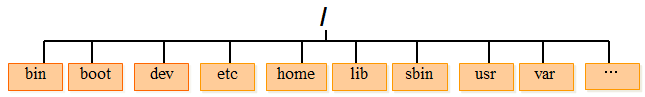 /
bin boot dev etc home lib sbin usr var ...